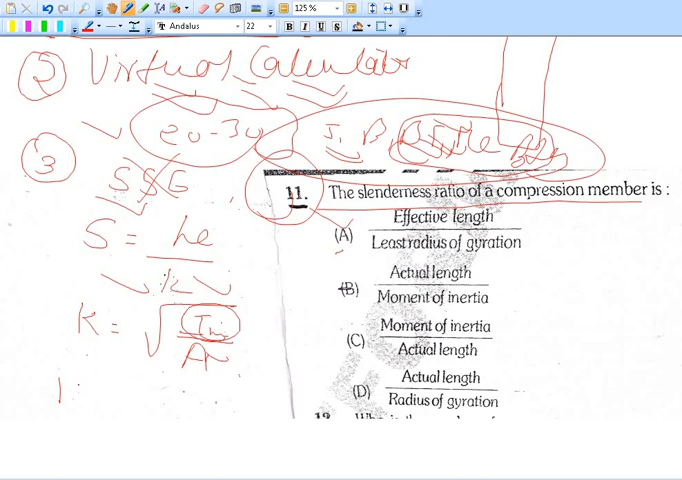 Andalus 22 B I U S 125 %
2 Virtual Calculator
20-30
3
S S E
11. The slenderness ratio of a compression member is :
S = le / k
(A) Effective length / Least radius of gyration
(B) Actual length / Moment of inertia
K = √ I min / A
(C) Moment of inertia / Actual length
(D) Actual length / Radius of gyration